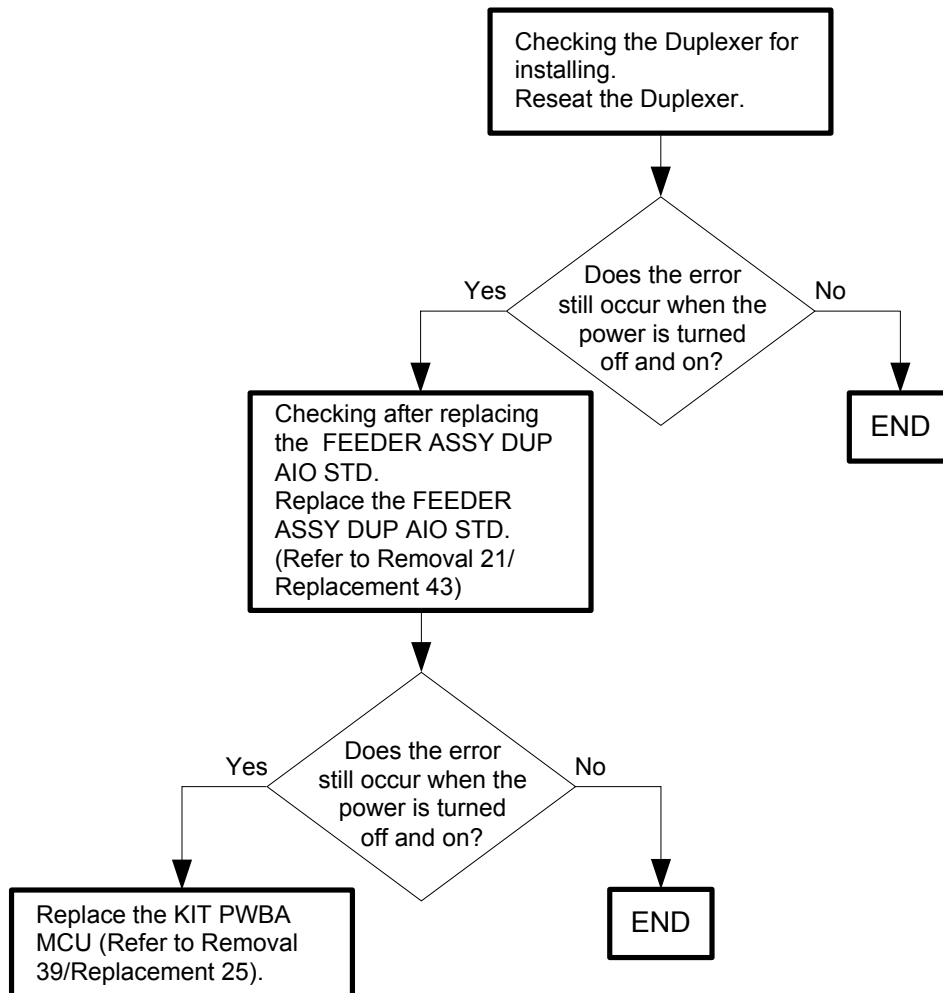 Checking the Duplexer for
installing.
Reseat the Duplexer.
Does the error
still occur when the
power is turned
off and on?
Yes
No
END
Checking after replacing
the FEEDER ASSY DUP
AIO STD.
Replace the FEEDER
ASSY DUP AIO STD.
(Refer to Removal 21/
Replacement 43)
Does the error
still occur when the
power is turned
off and on?
Yes
No
END
Replace the KIT PWBA
MCU (Refer to Removal
39/Replacement 25).